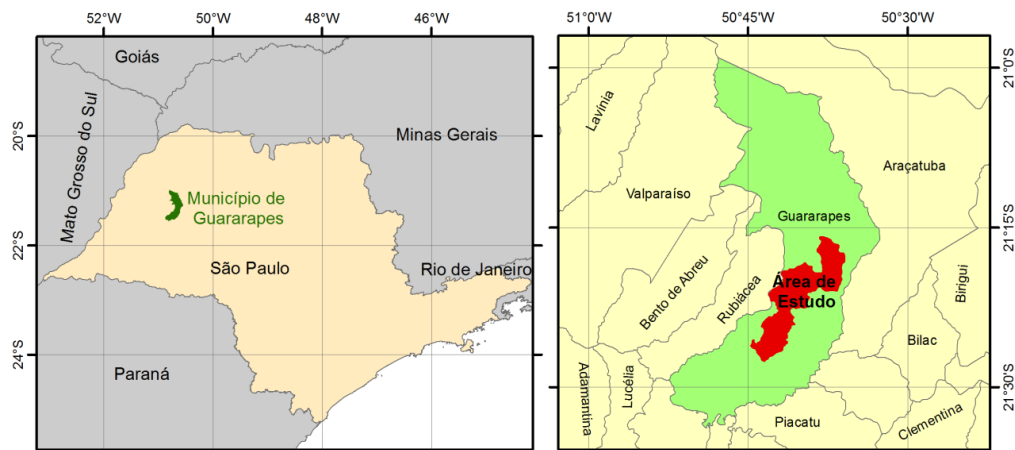 52°W 50°W 48°W 46°W
Goiás
Mato Grosso do Sul
Minas Gerais
20°S
Município de
Guararapes
22°S
São Paulo
Rio de Janeiro
24°S
Paraná
51°0'W 50°45'W 50°30'W
21°0'S
Lavínia
Araçatuba
Valparaíso
Guararapes
21°15'S
Bento de Abreu
Rubiácea
Área de
Estudo
Birigui
Bilac
Adamantina
Lucélia
21°30'S
Piacatu
Clementina